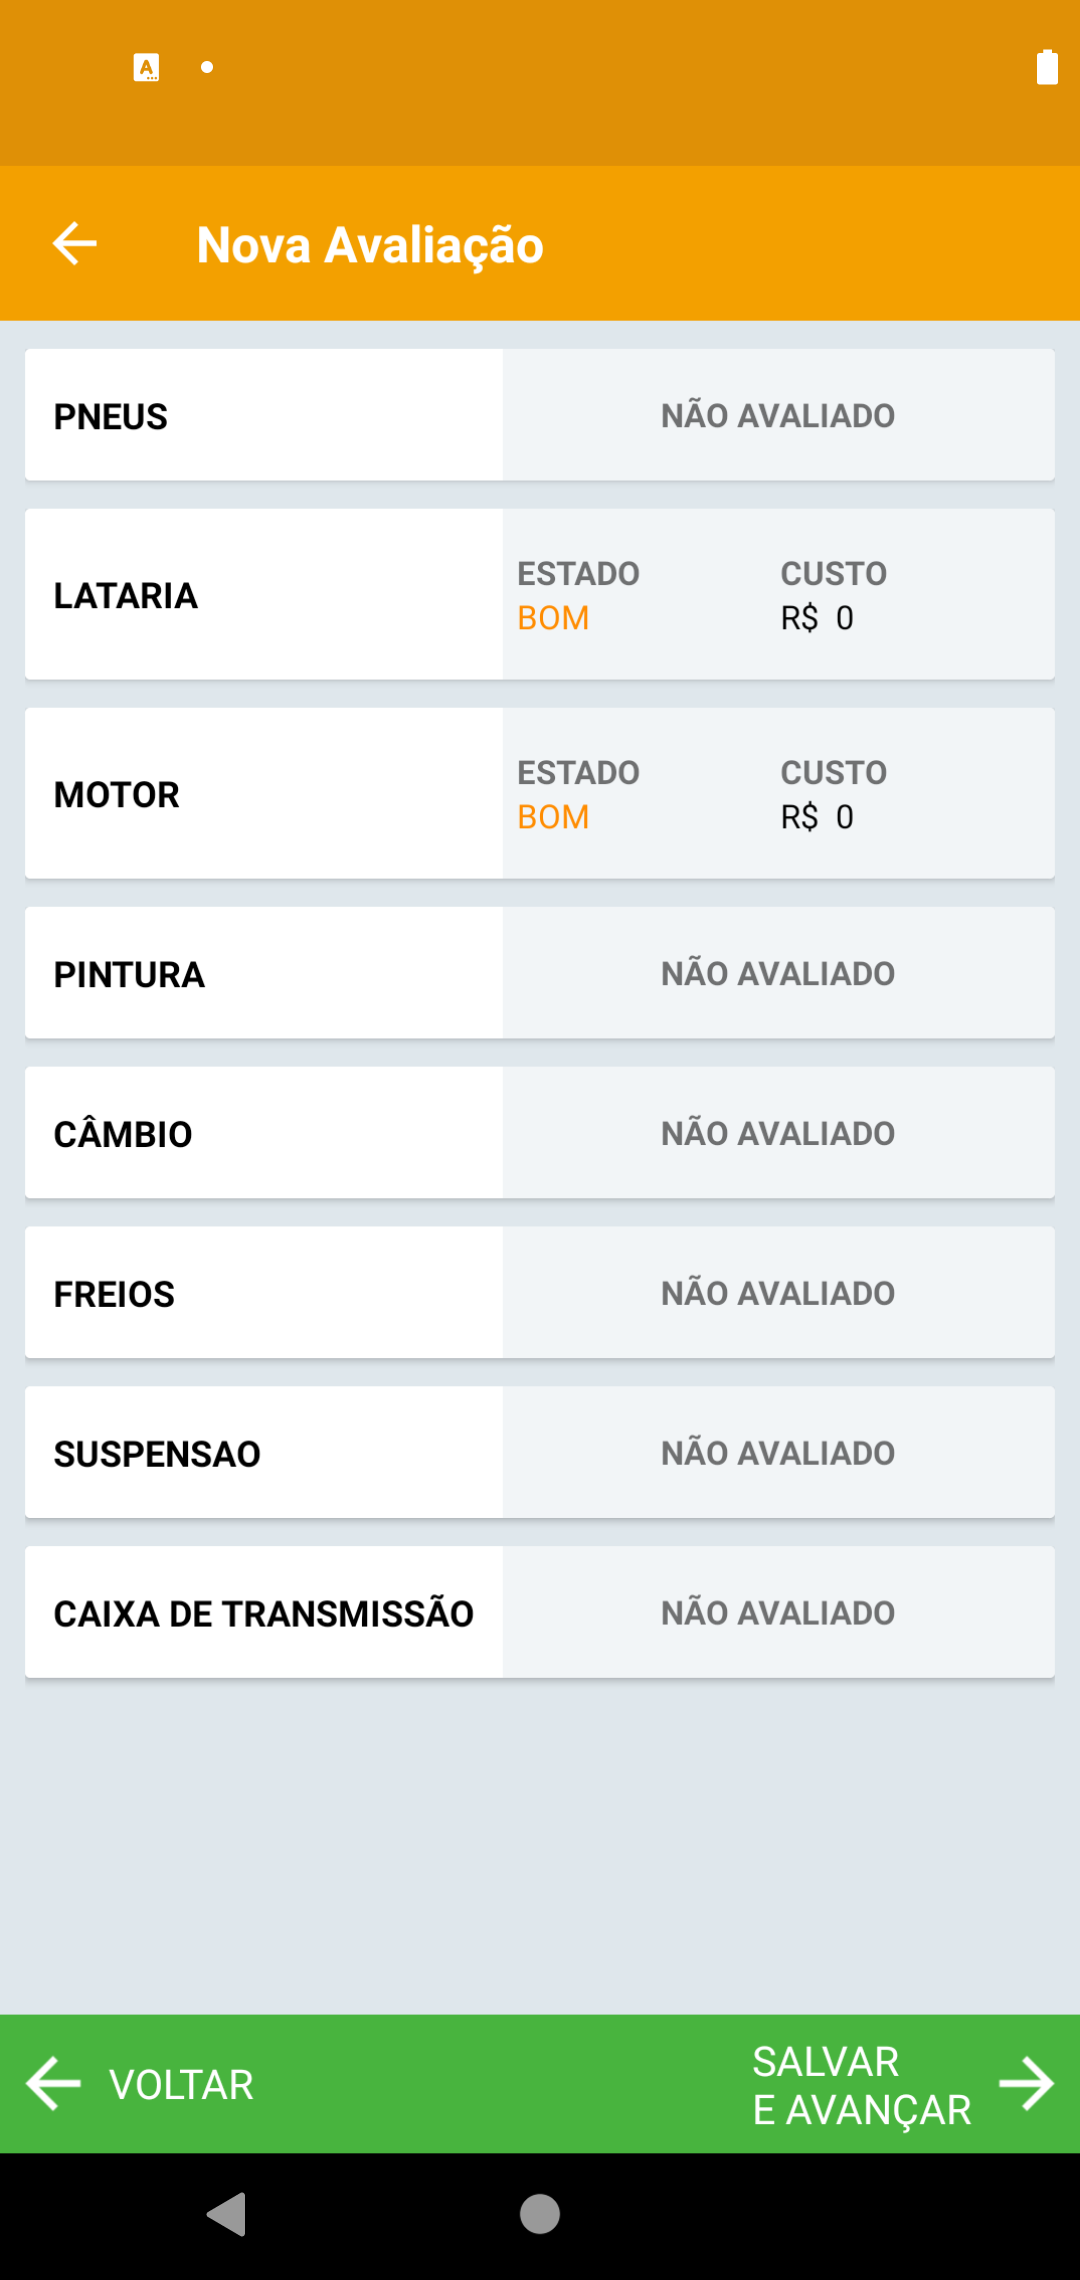 Nova Avaliação
PNEUS NÃO AVALIADO
LATARIA
ESTADO CUSTO
BOM R$ 0
MOTOR
ESTADO CUSTO
BOM R$ 0
PINTURA NÃO AVALIADO
CÂMBIO NÃO AVALIADO
FREIOS NÃO AVALIADO
SUSPENSAO NÃO AVALIADO
CAIXA DE TRANSMISSÃO NÃO AVALIADO
VOLTAR
SALVAR
E AVANÇAR